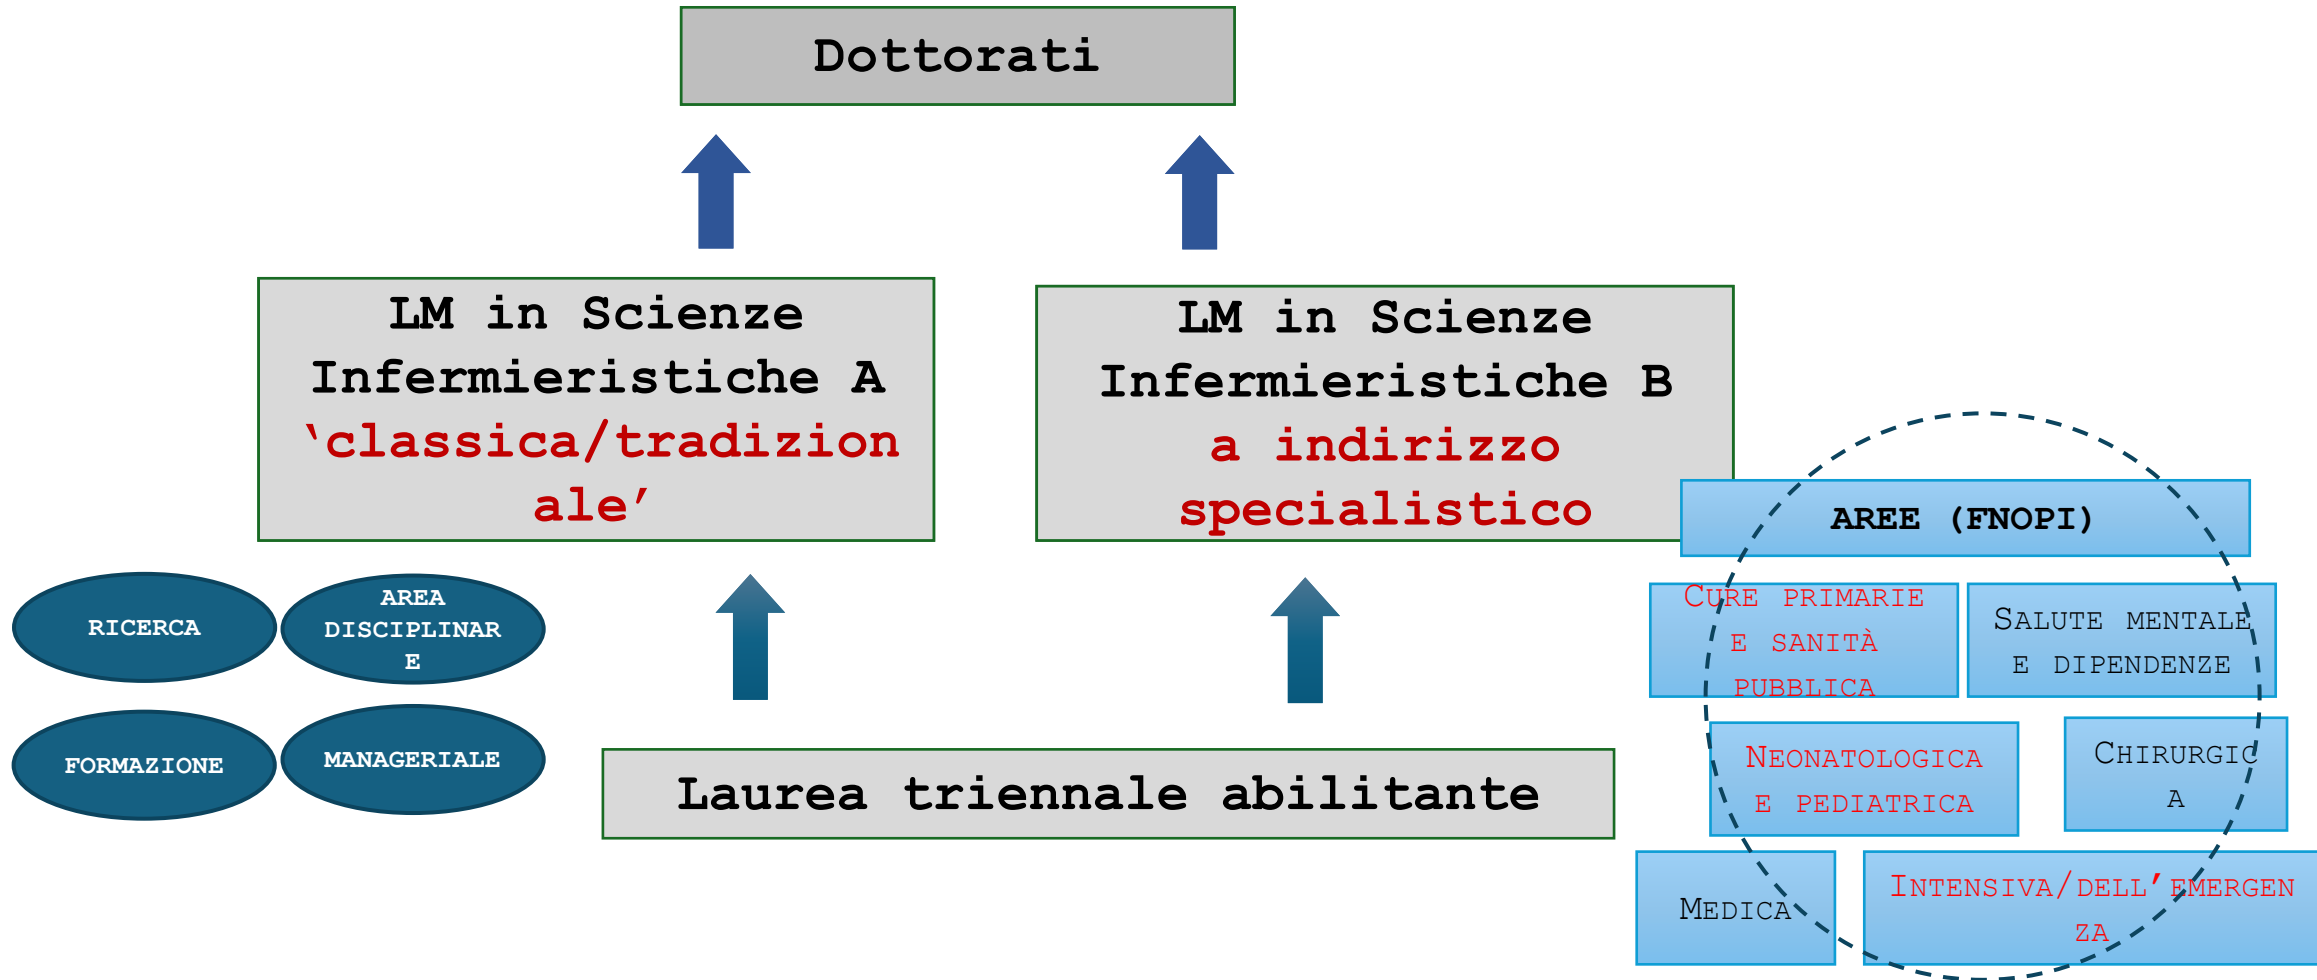 Dottorati
LM in Scienze
Infermieristiche A
‘classica/tradizion
ale’
LM in Scienze
Infermieristiche B
a indirizzo
specialistico
AREE (FNOPI)
RICERCA
AREA
DISCIPLINAR
E
FORMAZIONE
MANAGERIALE
Laurea triennale abilitante
CURE PRIMARIE
E SANITÀ
PUBBLICA
SALUTE MENTALE
E DIPENDENZE
NEONATOLOGICA
E PEDIATRICA
CHIRURGIC
A
MEDICA
INTENSIVA/DELL’EMERGEN
ZA